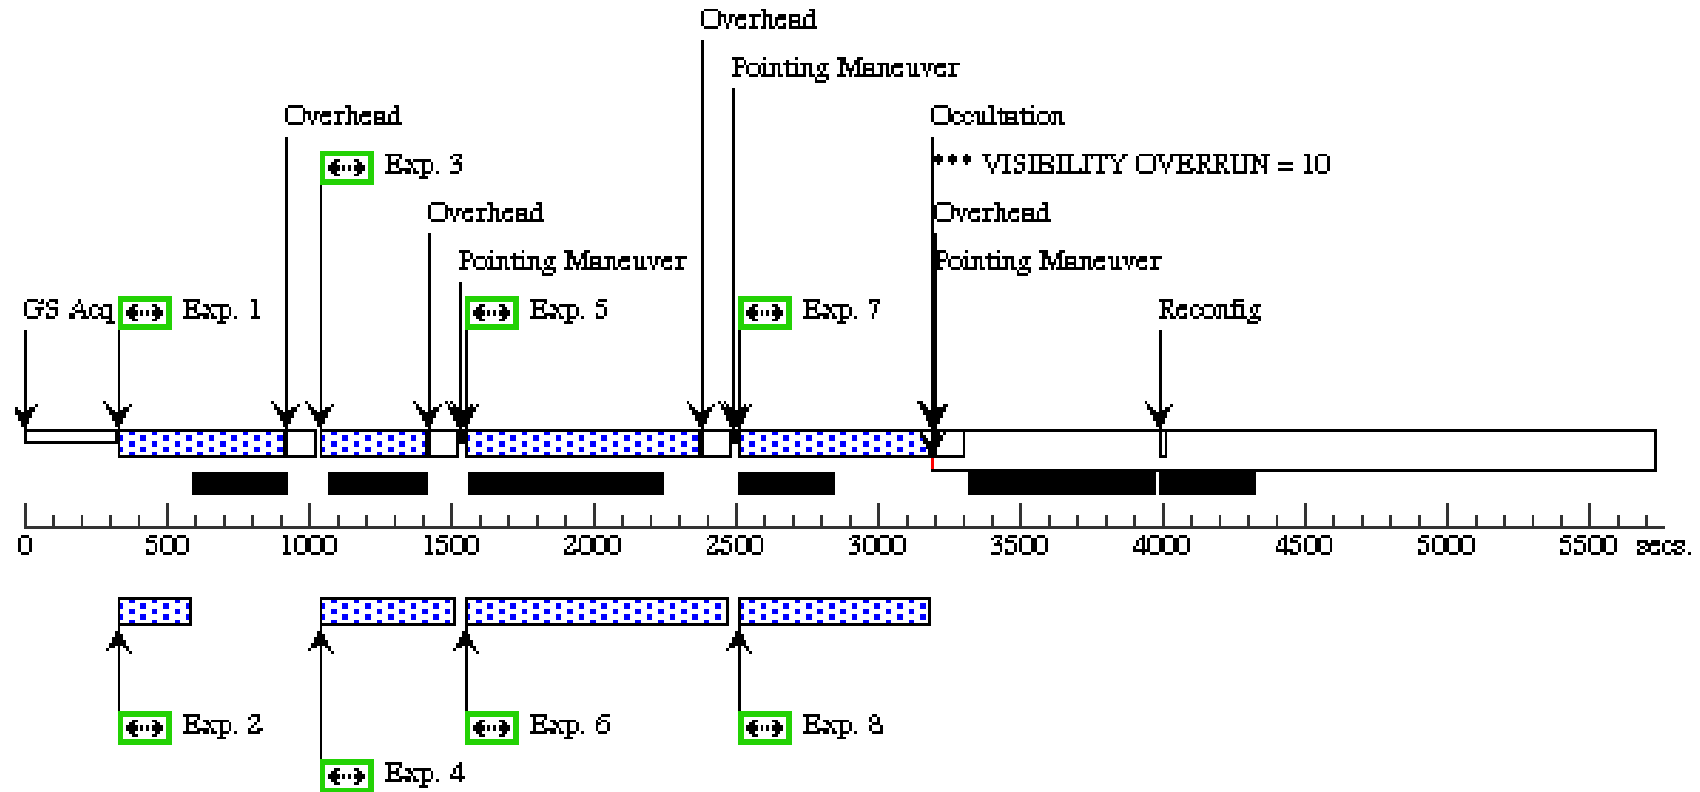 Overhead
Pointing Maneuver
Overhead
Occultation
Exp. 3
*** VISIBILITY OVERRUN = 10
Overhead
Overhead
Pointing Maneuver
Pointing Maneuver
GS Acq
Exp. 1
Exp. 5
Exp. 7
Reconfig
0 500 1000 1500 2000 2500 3000 3500 4000 4500 5000 5500 secs.
Exp. 2
Exp. 6
Exp. 8
Exp. 4